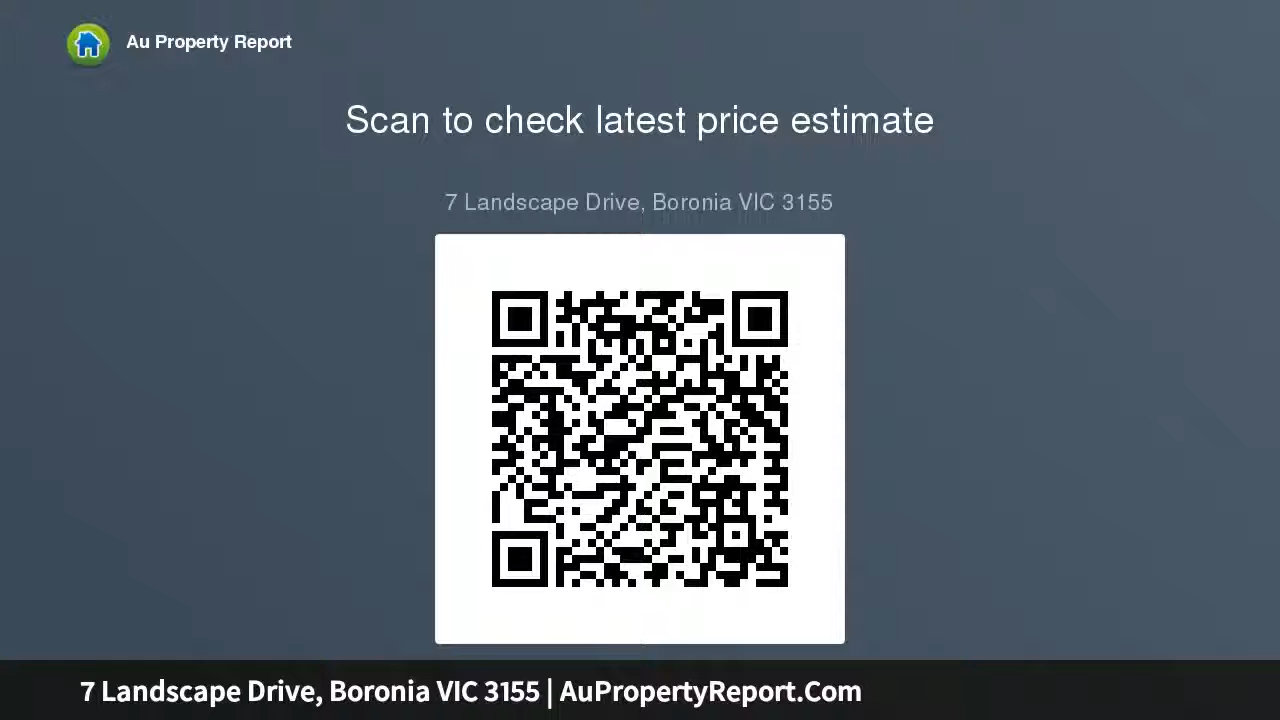 Au Property Report
Scan to check latest price estimate
7 Landscape Drive, Boronia VIC 3155
7 Landscape Drive, Boronia VIC 3155 | AuPropertyReport.Com